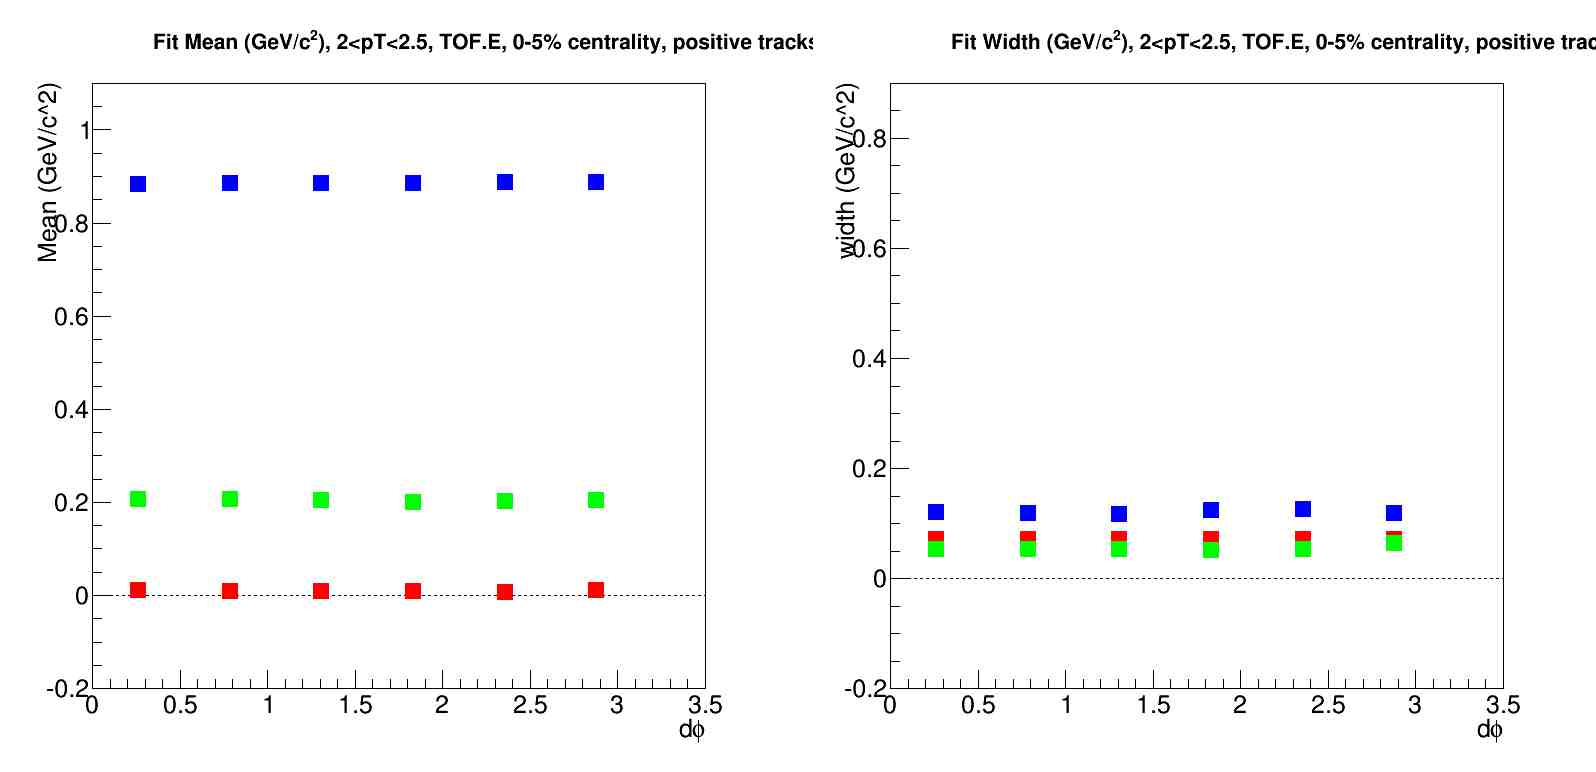 Fit Mean (GeV/c²), 2<pT<2.5, TOF.E, 0-5% centrality, positive tracks
Mean (GeV/c^2)
1
0.8
0.6
0.4
0.2
0
-0.2
0 0.5 1 1.5 2 2.5 3 3.5
dϕ
Fit Width (GeV/c²), 2<pT<2.5, TOF.E, 0-5% centrality, positive trac
width (GeV/c^2)
0.8
0.6
0.4
0.2
0
-0.2
0 0.5 1 1.5 2 2.5 3 3.5
dϕ